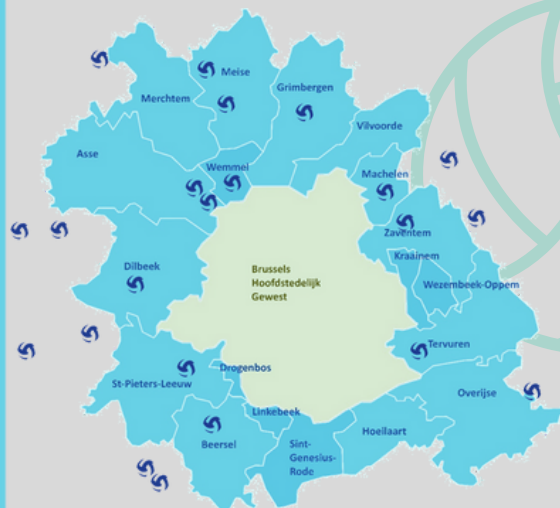 Meise
Grimbergen
Merchtem
Vilvoorde
Asse
Wemmel
Machelen
Zaventem
Kraainem
Dilbeek
Brussels
Hoofdstedelijk
Gewest
Wezembeek-Oppem
Tervuren
Drogenbos
St-Pieters-Leeuw
Overijse
Linkebeek
Hoeilaart
Beersel
Sint-
Genesius-
Rode